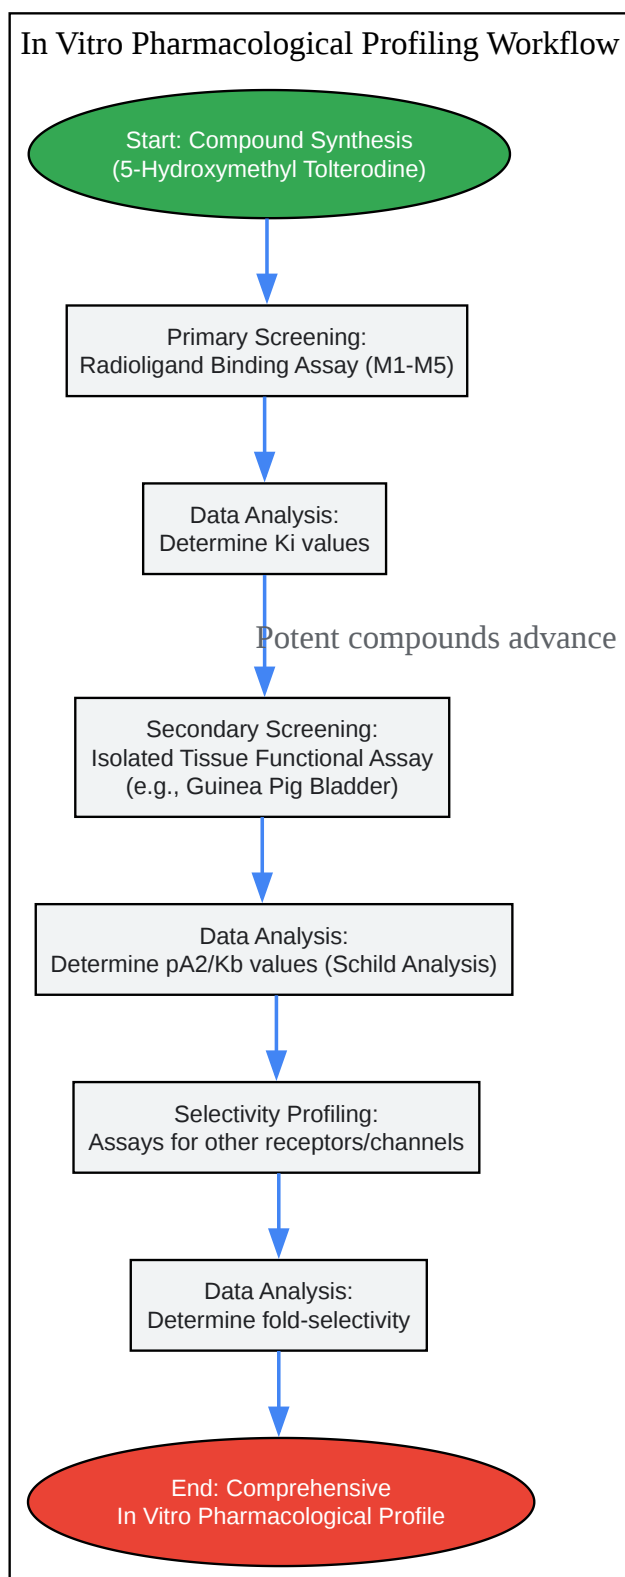 In Vitro Pharmacological Profiling Workflow
Start: Compound Synthesis
(5-Hydroxymethyl Tolterodine)
Primary Screening:
Radioligand Binding Assay (M1-M5)
Data Analysis:
Determine Ki values
Potent compounds advance
Secondary Screening:
Isolated Tissue Functional Assay
(e.g., Guinea Pig Bladder)
Data Analysis:
Determine pA2/Kb values (Schild Analysis)
Selectivity Profiling:
Assays for other receptors/channels
Data Analysis:
Determine fold-selectivity
End: Comprehensive
In Vitro Pharmacological Profile